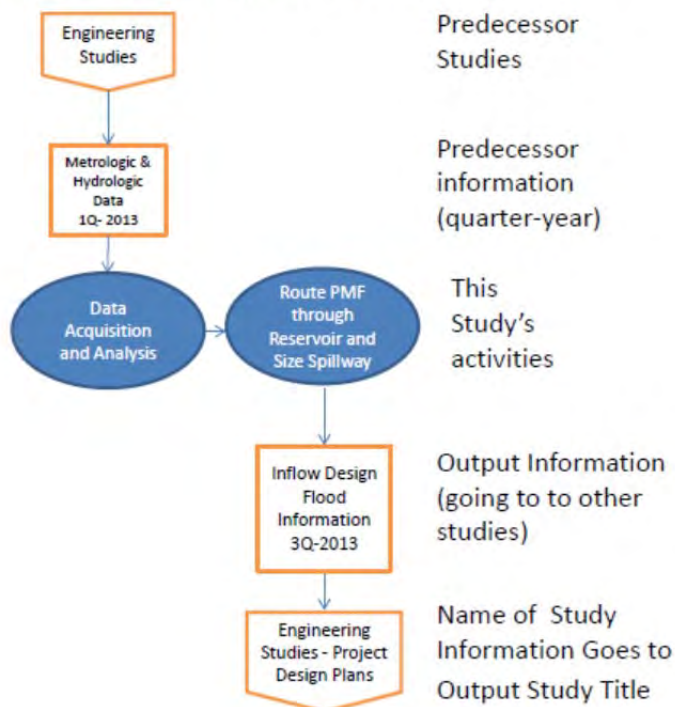 Engineering
Studies
Predecessor
Studies
Metrologic &
Hydrologic
Data
1Q- 2013
Predecessor
information
(quarter-year)
Data
Acquisition
and Analysis
Route PMF
through
Reservoir and
Size Spillway
This
Study's
activities
Inflow Design
Flood
Information
3Q-2013
Output Information
(going to to other
studies)
Engineering
Studies - Project
Design Plans
Name of Study
Information Goes to
Output Study Title